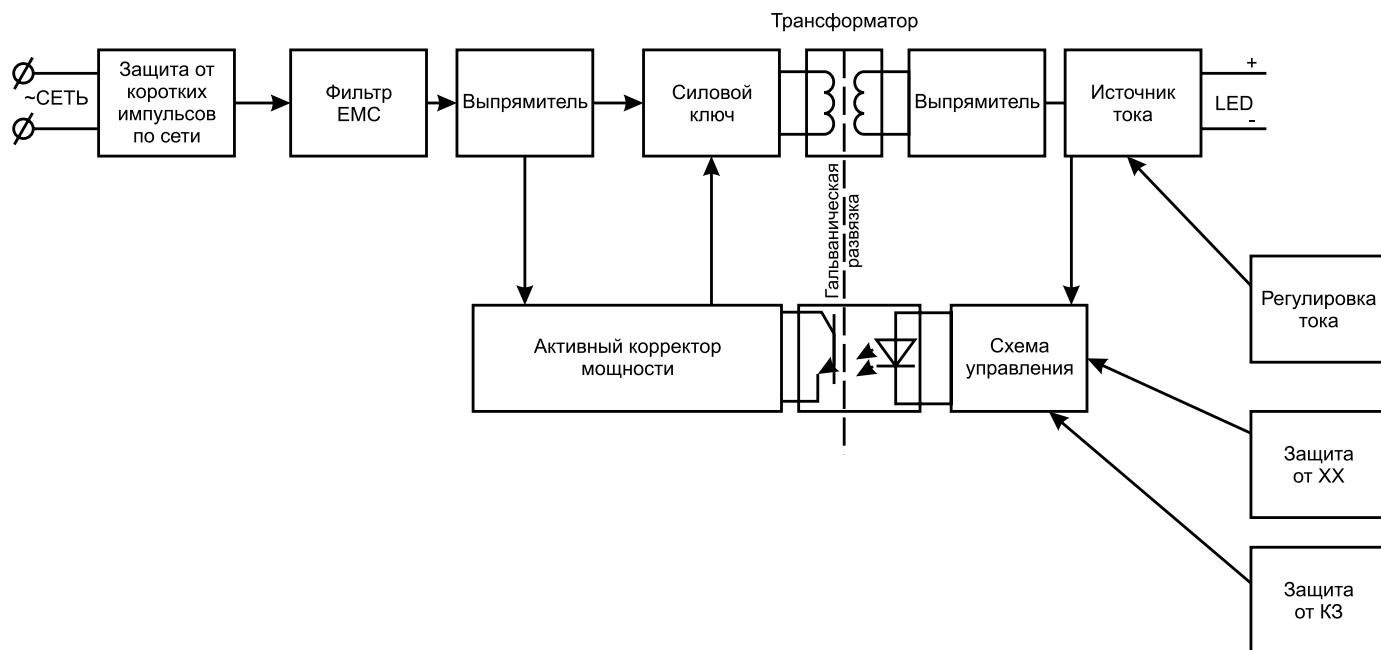 Трансформатор
~СЕТЬ
Защита от
коротких
импульсов
по сети
Фильтр
ЕМС
Выпрямитель
Силовой
ключ
Выпрямитель
Источник
тока
+
LED
-
Гальваническая
развязка
Активный корректор
мощности
Схема
управления
Регулировка
тока
Защита
от ХХ
Защита
от КЗ